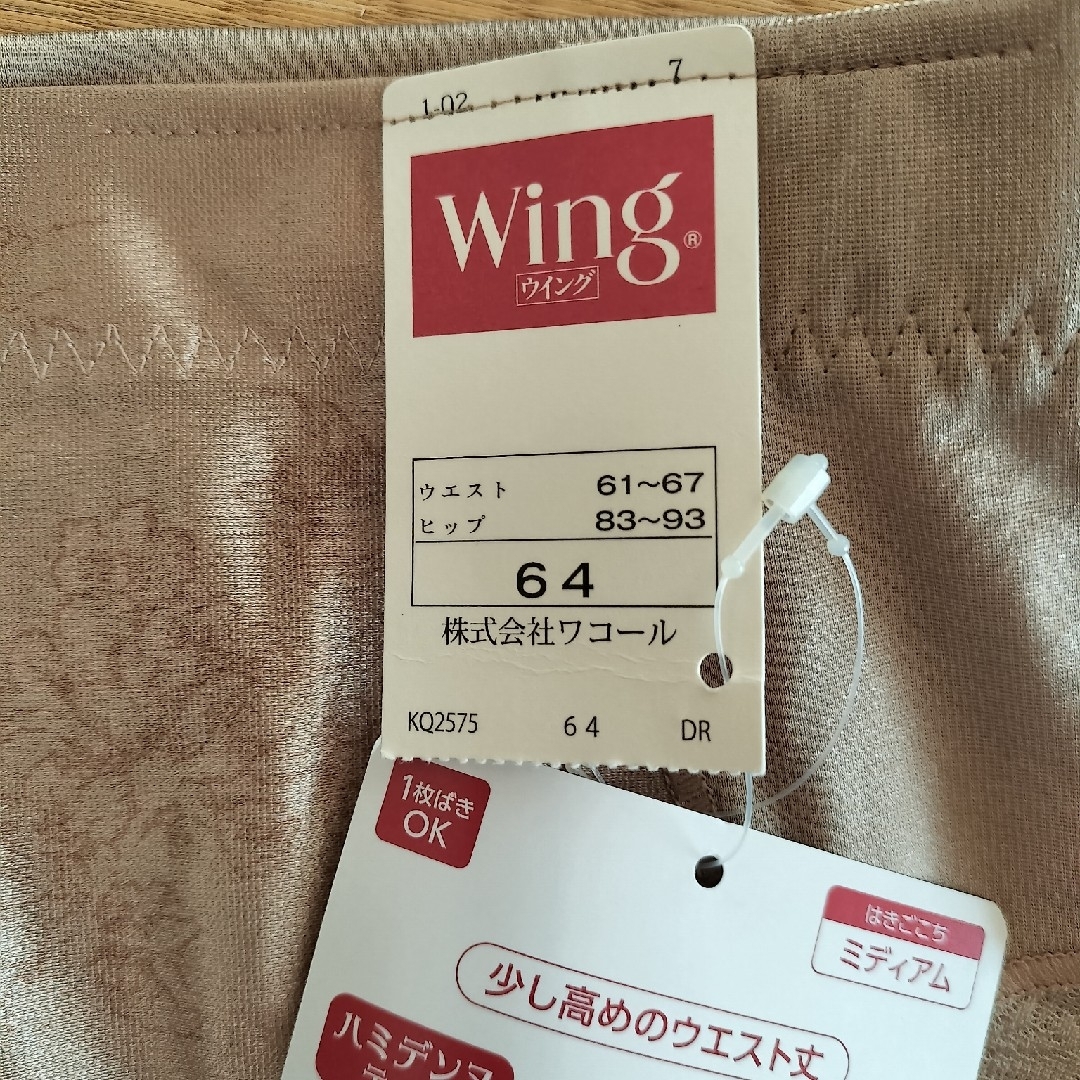 1-02 7
Wing®
ウイング
ウエスト 61～67
ヒップ 83～93
64
株式会社ワコール
KQ2575 64 DR
1枚ばき
OK
はきごこち
ミディアム
少し高めのウエスト丈
ハミデン